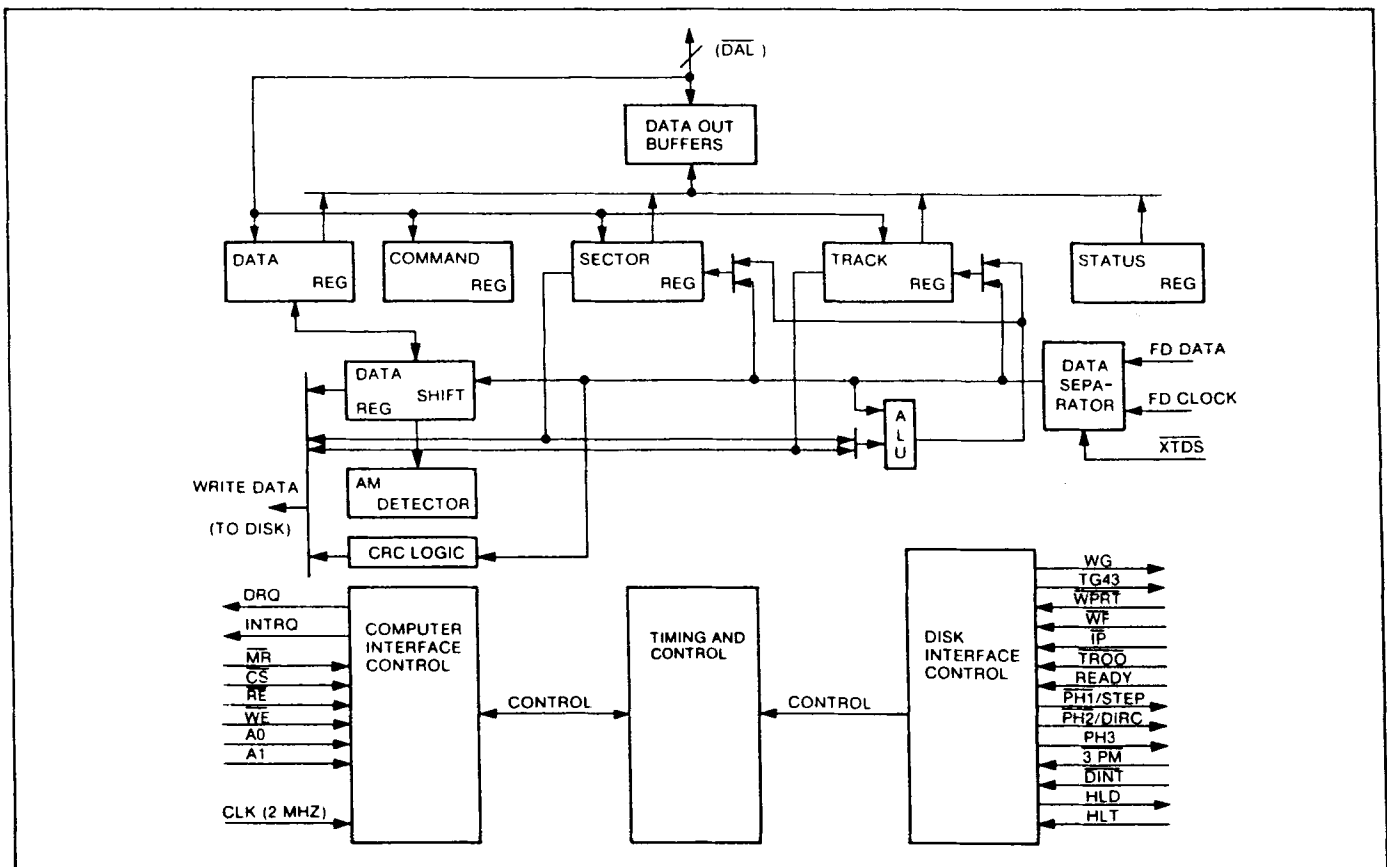 (DAL)
DATA OUT
BUFFERS
DATA
REG
COMMAND
REG
SECTOR
REG
TRACK
REG
STATUS
REG
DATA
SHIFT
REG
DATA
SEPA-
RATOR
FD DATA
FD CLOCK
XTDS
A
L
U
AM
DETECTOR
WRITE DATA
(TO DISK)
CRC LOGIC
DRQ
INTRQ
MR
CS
RE
WE
A0
A1
CLK (2 MHZ)
COMPUTER
INTERFACE
CONTROL
CONTROL
TIMING AND
CONTROL
CONTROL
DISK
INTERFACE
CONTROL
WG
TG43
WPRT
WF
IP
TROO
READY
PH1/STEP
PH2/DIRC
PH3
3 PM
DINT
HLD
HLT